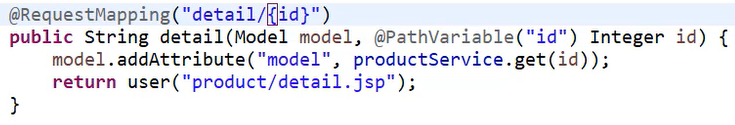 @RequestMapping("detail/{id}")
public String detail(Model model, @PathVariable("id") Integer id) {
    model.addAttribute("model", productService.get(id));
    return user("product/detail.jsp");
}